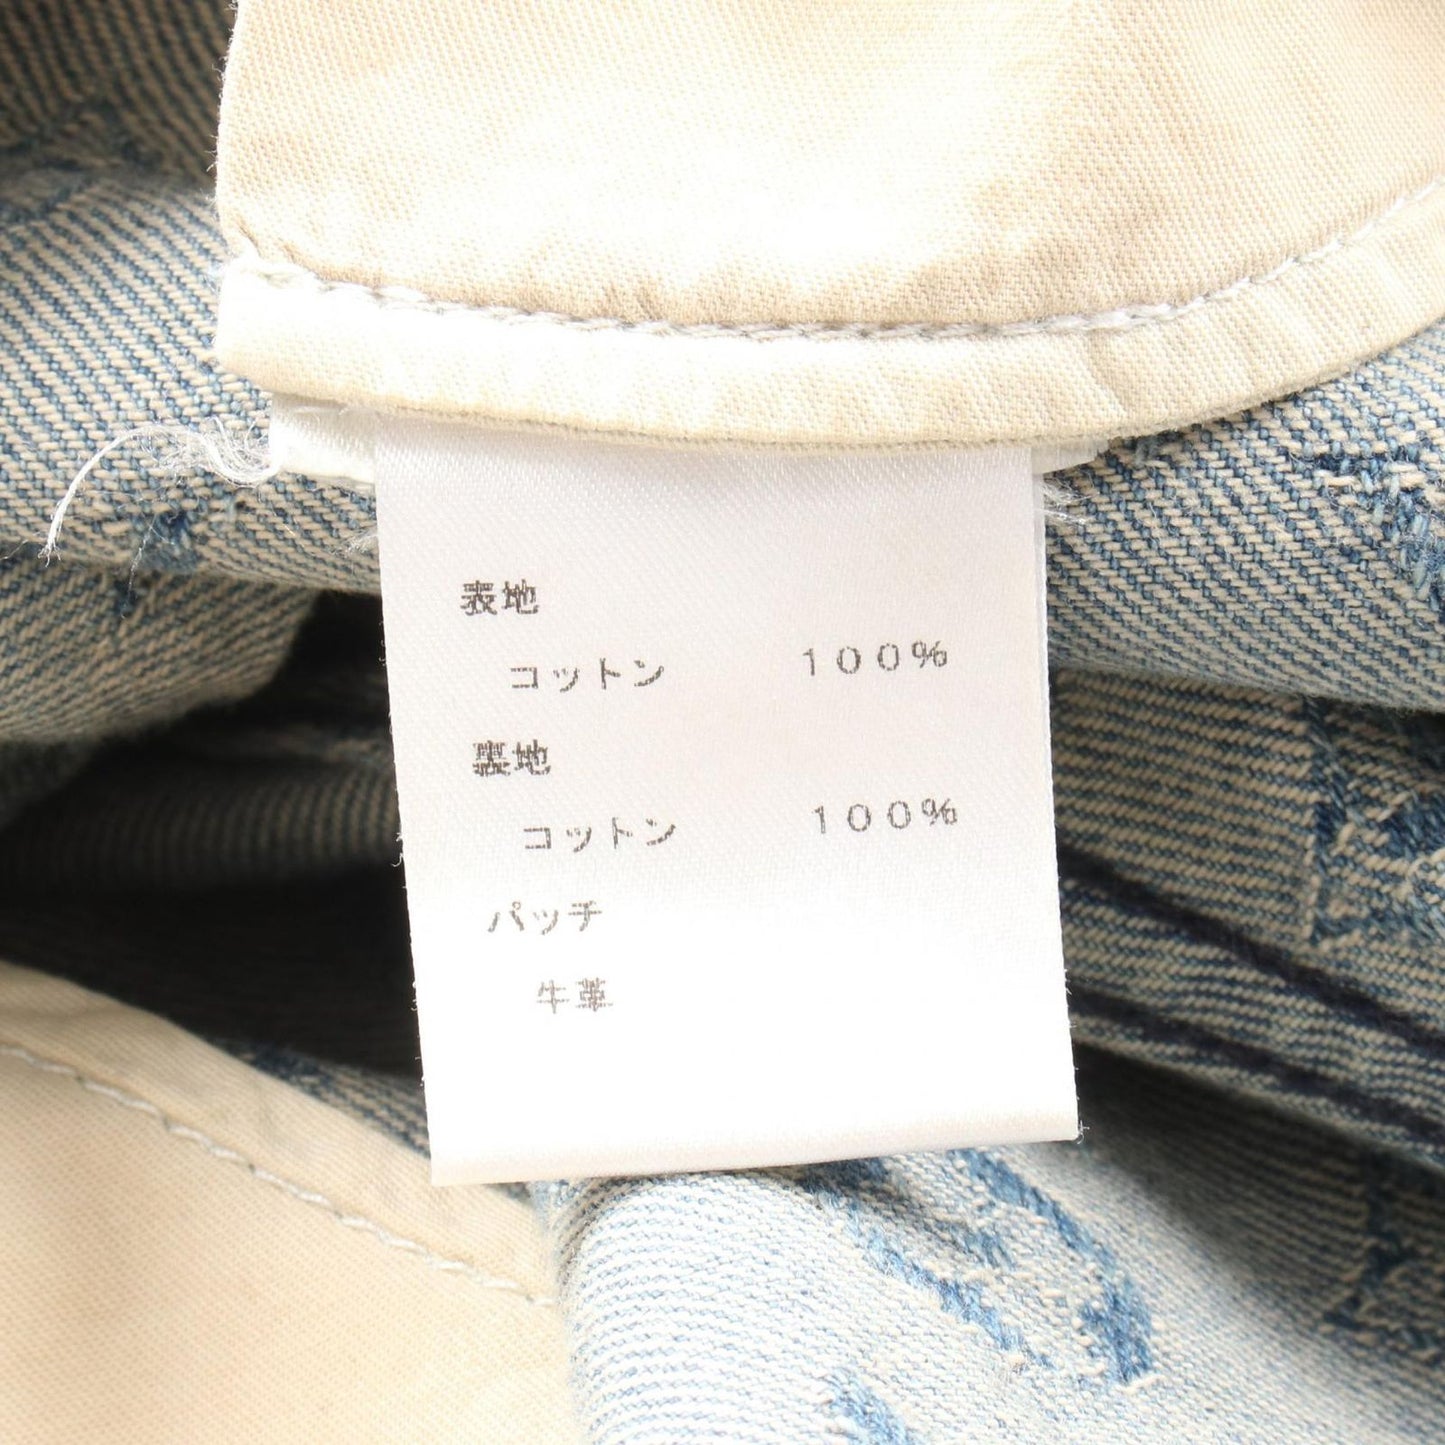 表地
コットン １００％
裏地
コットン １００％
パッチ
牛革